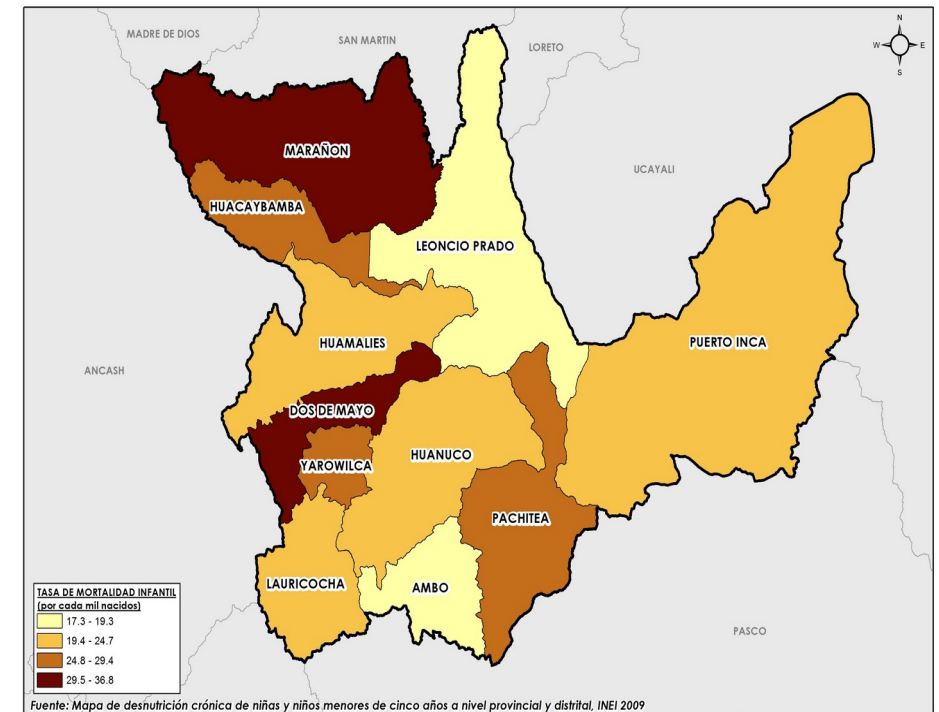 MADRE DE DIOS
SAN MARTIN
LORETO
N
W
E
S
MARAÑON
UCAYALI
HUACAYBAMBA
LEONCIO PRADO
HUAMALIES
PUERTO INCA
ANCASH
DOS DE MAYO
HUANUCO
YAROWILCA
PACHITEA
LAURICOCHA
AMBO
PASCO
TASA DE MORTALIDAD INFANTIL
(por cada mil nacidos)
17.3 - 19.3
19.4 - 24.7
24.8 - 29.4
29.5 - 36.8
Fuente: Mapa de desnutrición crónica de niñas y niños menores de cinco años a nivel provincial y distrital, INEI 2009